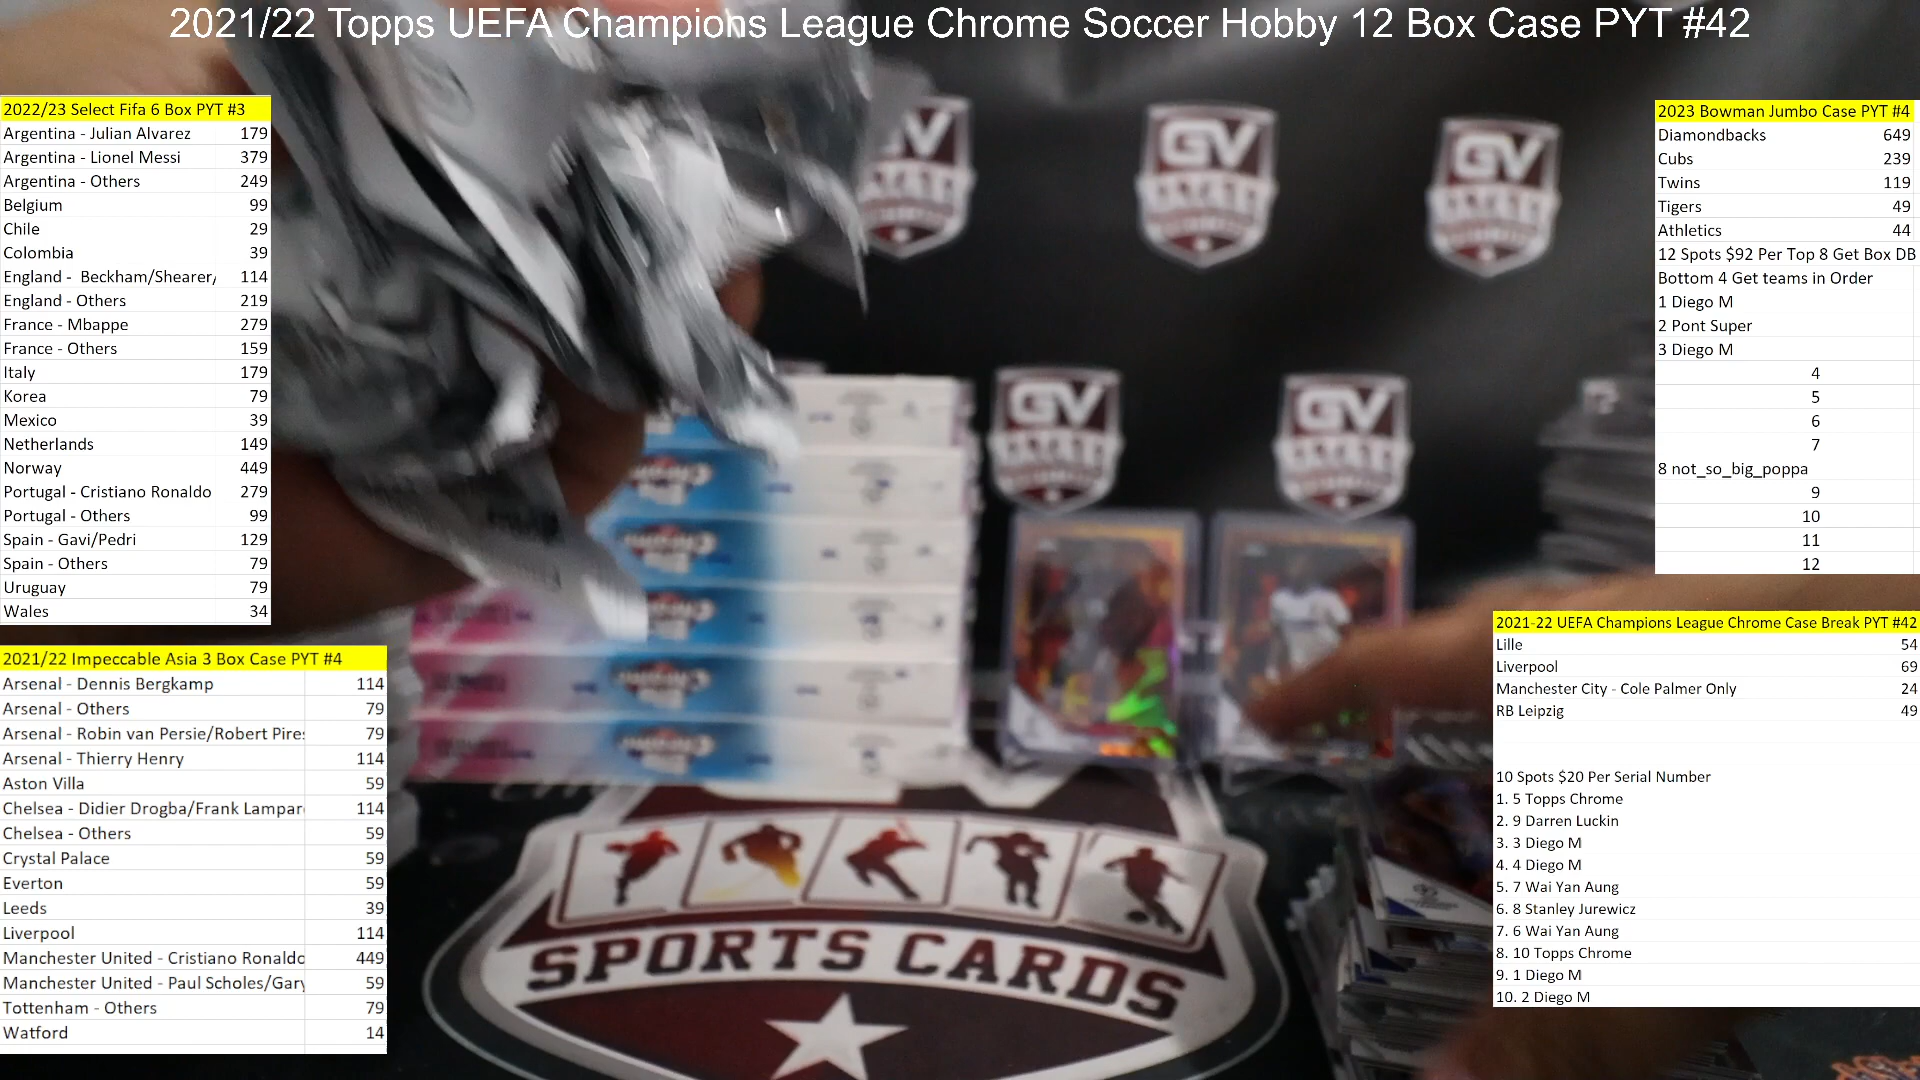 2021/22 Topps UEFA Champions League Chrome Soccer Hobby 12 Box Case PYT #42
2022/23 Select Fifa 6 Box PYT #3
Argentina - Julian Alvarez 179
Argentina - Lionel Messi 379
Argentina - Others 249
Belgium 99
Chile 29
Colombia 39
England - Beckham/Shearer/ 114
England - Others 219
France - Mbappe 279
France - Others 159
Italy 179
Korea 79
Mexico 39
Netherlands 149
Norway 449
Portugal - Cristiano Ronaldo 279
Portugal - Others 99
Spain - Gavi/Pedri 129
Spain - Others 79
Uruguay 79
Wales 34
2021/22 Impeccable Asia 3 Box Case PYT #4
Arsenal - Dennis Bergkamp 114
Arsenal - Others 79
Arsenal - Robin van Persie/Robert Pires 79
Arsenal - Thierry Henry 114
Aston Villa 59
Chelsea - Didier Drogba/Frank Lampar 114
Chelsea - Others 59
Crystal Palace 59
Everton 59
Leeds 39
Liverpool 114
Manchester United - Cristiano Ronaldo 449
Manchester United - Paul Scholes/Gary 59
Tottenham - Others 79
Watford 14
2023 Bowman Jumbo Case PYT #4
Diamondbacks 649
Cubs 239
Twins 119
Tigers 49
Athletics 44
12 Spots $92 Per Top 8 Get Box DB
Bottom 4 Get teams in Order
1 Diego M
2 Pont Super
3 Diego M
4
5
6
7
8 not_so_big_poppa
9
10
11
12
2021-22 UEFA Champions League Chrome Case Break PYT #42
Lille 54
Liverpool 69
Manchester City - Cole Palmer Only 24
RB Leipzig 49
10 Spots $20 Per Serial Number
1. 5 Topps Chrome
2. 9 Darren Luckin
3. 3 Diego M
4. 4 Diego M
5. 7 Wai Yan Aung
6. 8 Stanley Jurewicz
7. 6 Wai Yan Aung
8. 10 Topps Chrome
9. 1 Diego M
10. 2 Diego M
GV
GV
GV
GV
GV
SPORTS CARDS